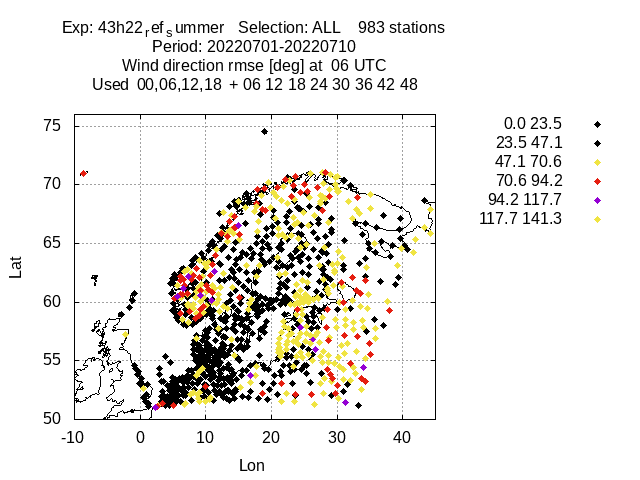 Exp: 43h22ref summer   Selection: ALL    983 stations
Period: 20220701-20220710
Wind direction rmse [deg] at  06 UTC
Used  00,06,12,18  + 06 12 18 24 30 36 42 48
0.0 23.5
23.5 47.1
47.1 70.6
70.6 94.2
94.2 117.7
117.7 141.3
75
70
65
60
55
50
Lat
-10 0 10 20 30 40
Lon